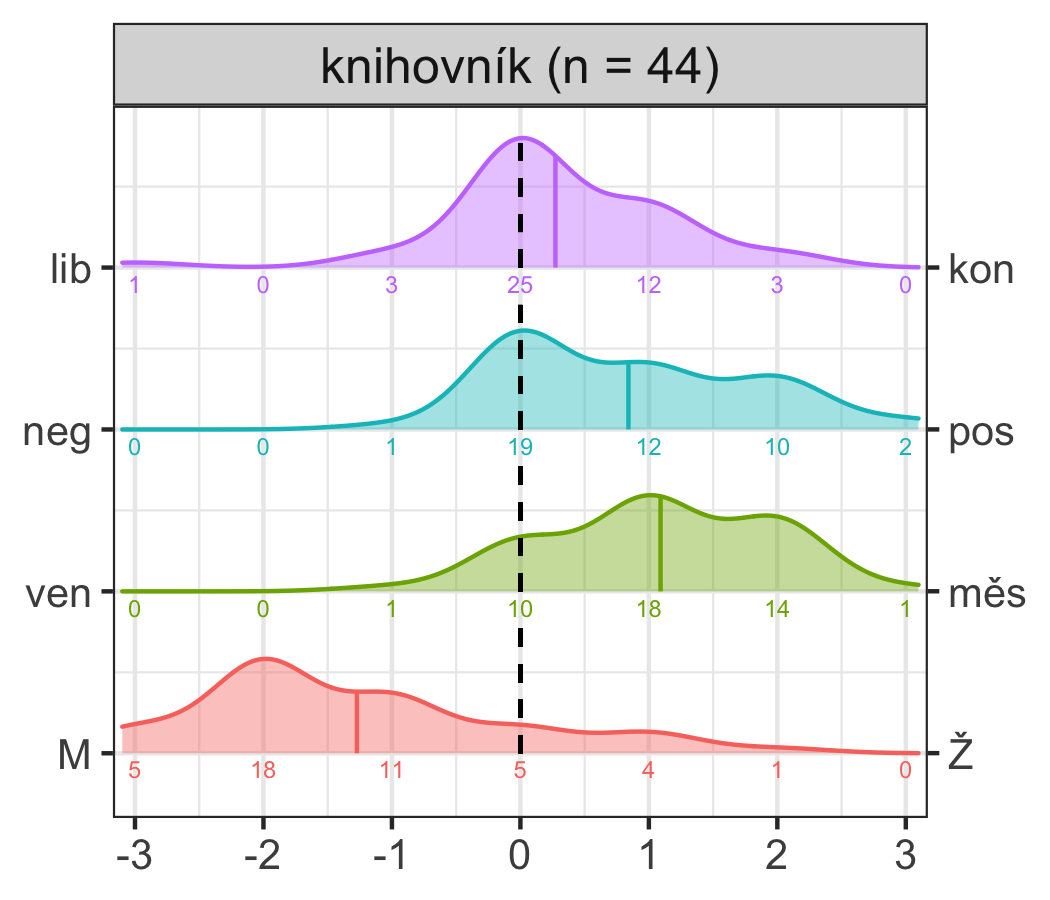 knihovník (n = 44)
lib kon
1 0 3 25 12 3 0
neg pos
0 0 1 19 12 10 2
ven měs
0 0 1 10 18 14 1
M Ž
5 18 11 5 4 1 0
-3 -2 -1 0 1 2 3